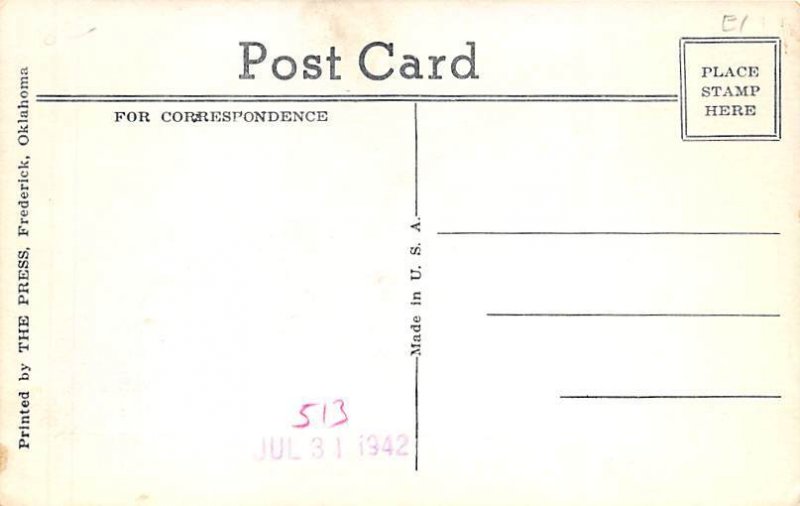 E1
Post Card
PLACE
STAMP
HERE
FOR CORRESPONDENCE
Printed by THE PRESS, Frederick, Oklahoma
Made in U. S. A.
513
JUL 31 1942